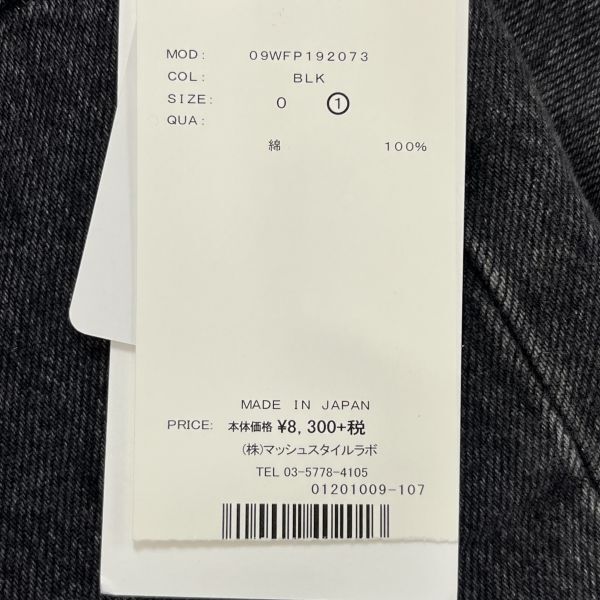 MOD: 09WFP192073
COL: BLK
SIZE: 0 ①
QUA:
綿 100%
MADE IN JAPAN
PRICE: 本体価格 ¥8,300+税
(株)マッシュスタイルラボ
TEL 03-5778-4105
01201009-107